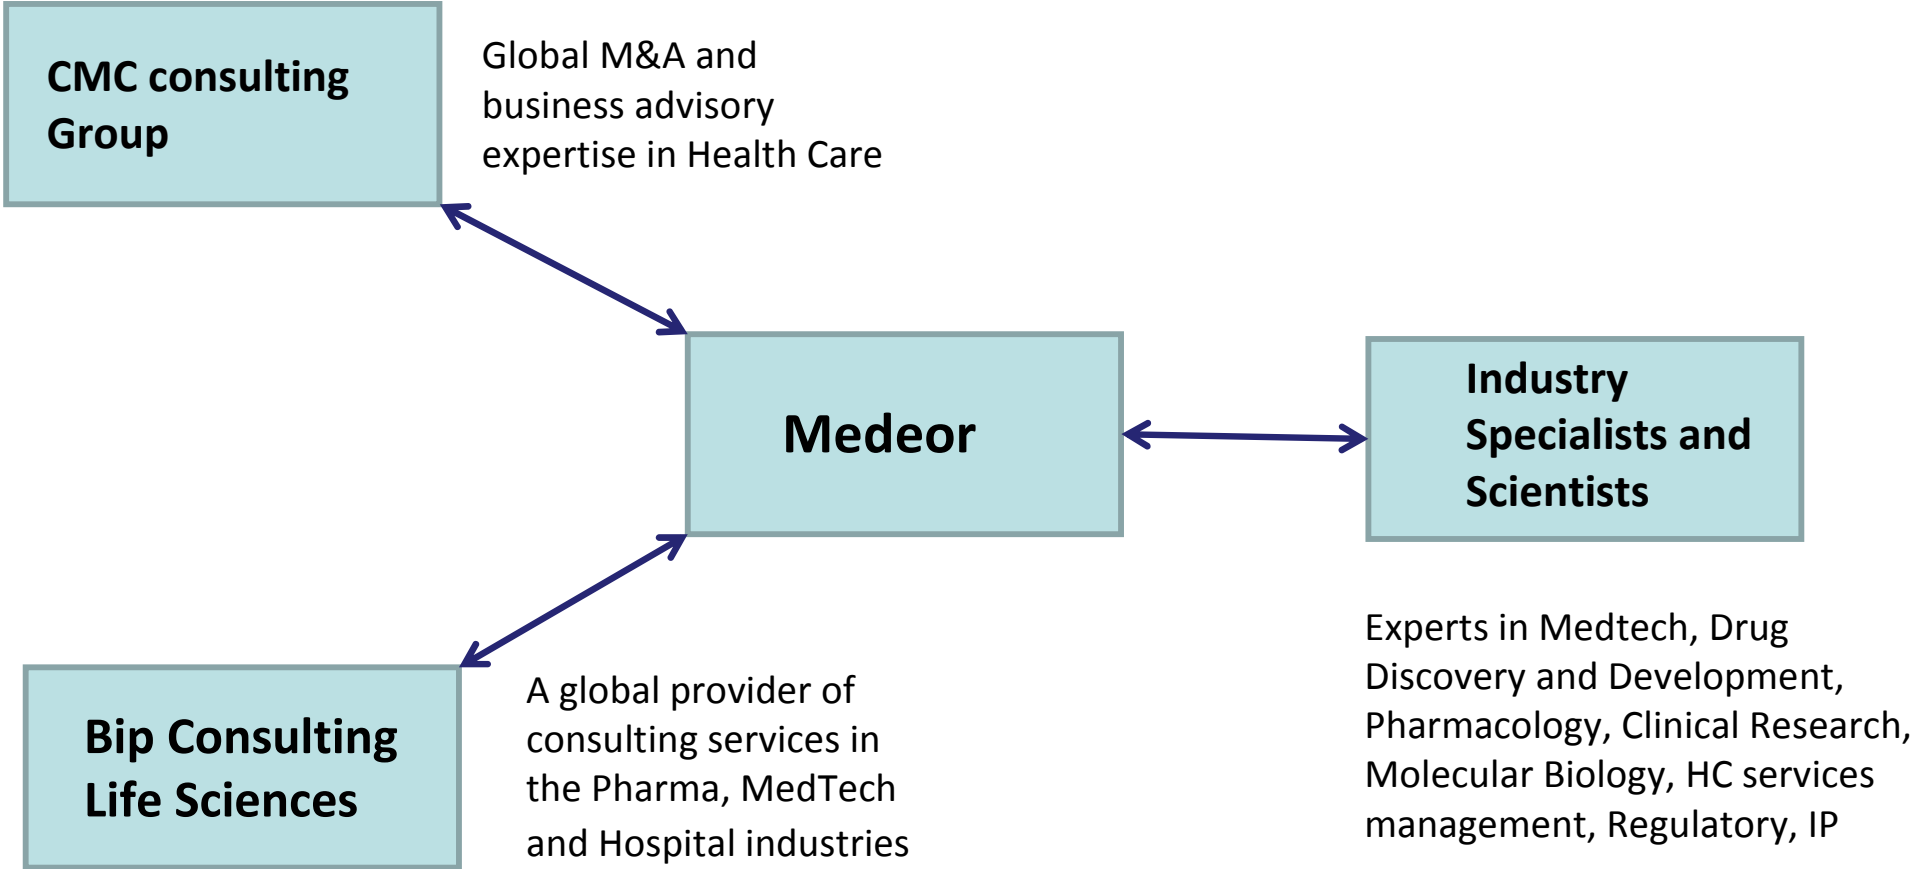 CMC consulting
Group
Global M&A and
business advisory
expertise in Health Care
Medeor
Industry
Specialists and
Scientists
Bip Consulting
Life Sciences
A global provider of
consulting services in
the Pharma, MedTech
and Hospital industries
Experts in Medtech, Drug
Discovery and Development,
Pharmacology, Clinical Research,
Molecular Biology, HC services
management, Regulatory, IP